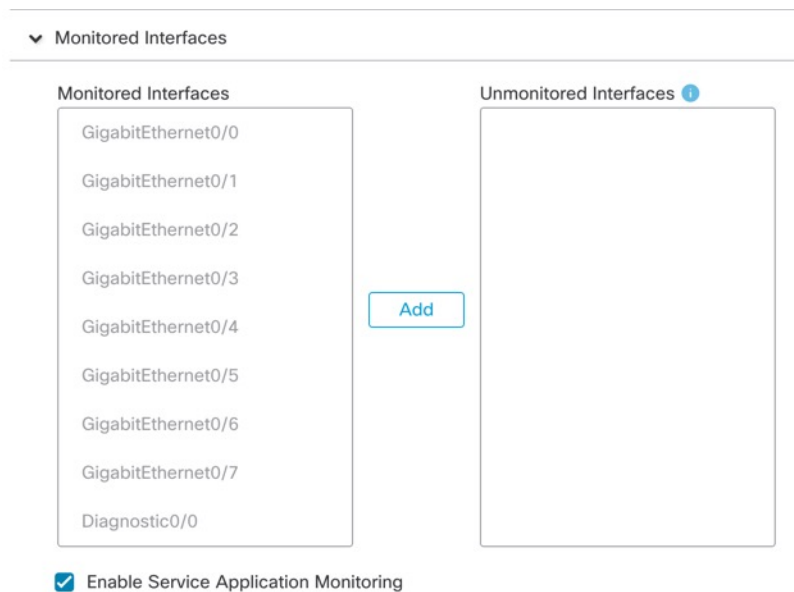 Monitored Interfaces
Monitored Interfaces
Unmonitored Interfaces
GigabitEthernet0/0
GigabitEthernet0/1
GigabitEthernet0/2
GigabitEthernet0/3
GigabitEthernet0/4
GigabitEthernet0/5
GigabitEthernet0/6
GigabitEthernet0/7
Diagnostic0/0
Add
Enable Service Application Monitoring